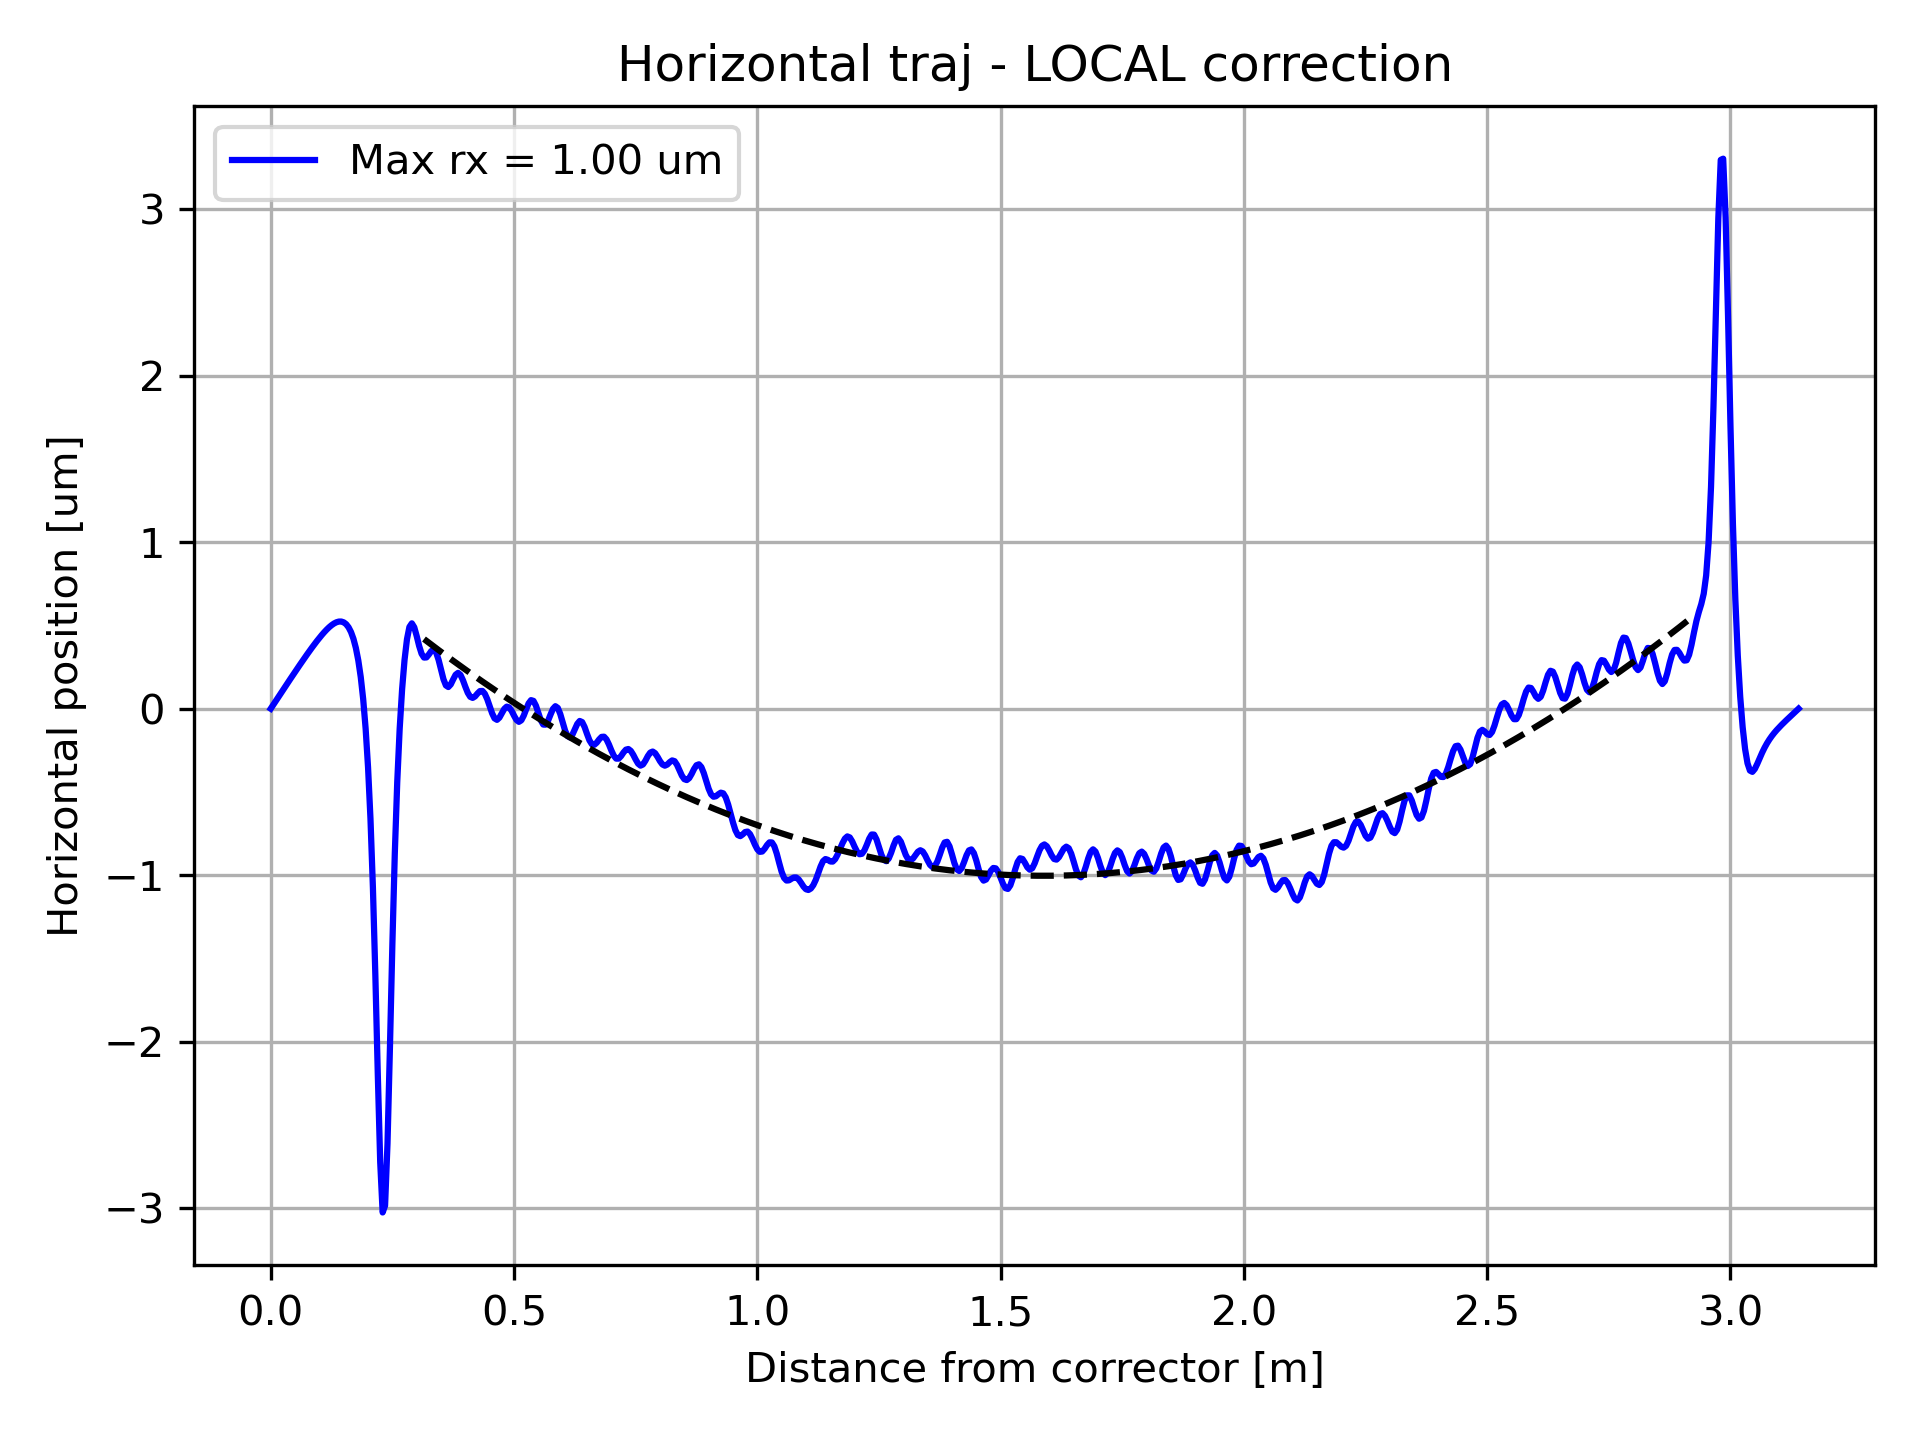 Horizontal traj - LOCAL correction
Max rx = 1.00 um
Horizontal position [um]
3
2
1
0
−1
−2
−3
0.0 0.5 1.0 1.5 2.0 2.5 3.0
Distance from corrector [m]